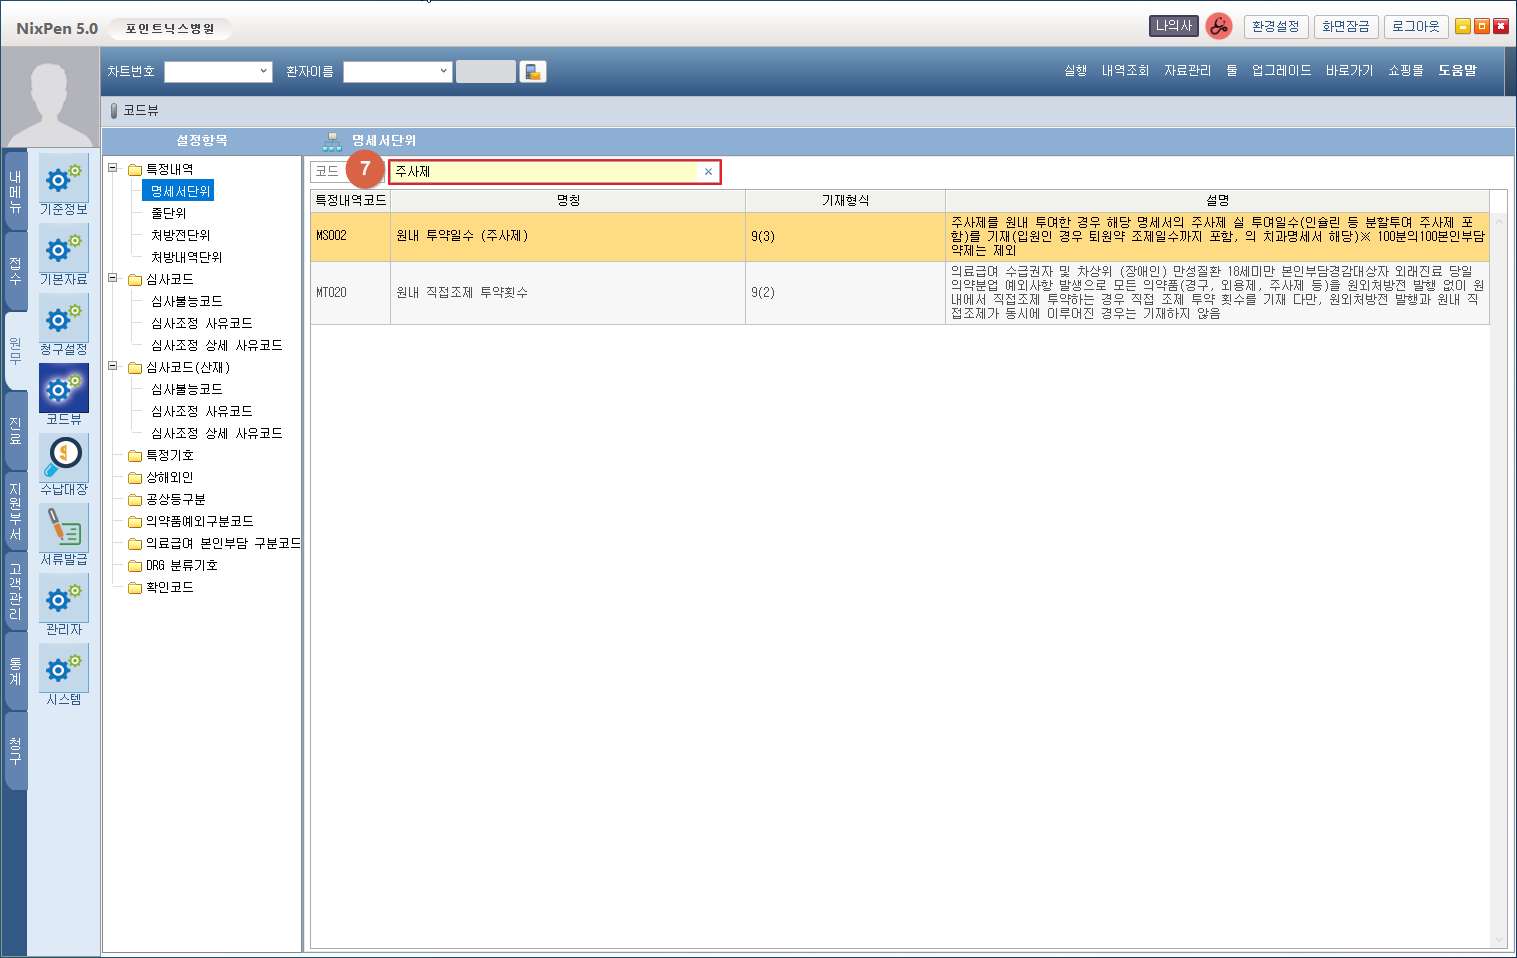 NixPen 5.0
포인트닉스병원
나의사
환경설정
화면잠금
로그아웃
차트번호
환자이름
실행
내역조회
자료관리
툴
업그레이드
바로가기
쇼핑몰
도움말
코드뷰
설정항목
명세서단위
내메뉴
접수
원무
진료
지원부서
고객관리
통계
청구
기준정보
기본자료
청구설정
코드뷰
수납대장
서류발급
관리자
시스템
특정내역
명세서단위
줄단위
처방전단위
처방내역단위
심사코드
심사불능코드
심사조정 사유코드
심사조정 상세 사유코드
심사코드(산재)
심사불능코드
심사조정 사유코드
심사조정 상세 사유코드
특정기호
상해외인
공상등구분
의약품예외구분코드
의료급여 본인부담 구분코드
DRG 분류기호
확인코드
코드
7
주사제
특정내역코드
명칭
기재형식
설명
MS002
원내 투약일수 (주사제)
9(3)
주사제를 원내 투여한 경우 해당 명세서의 주사제 실 투여일수(인슐린 등 분할투여 주사제 포
함)를 기재(입원인 경우 퇴원약 조제일수까지 포함, 의 치과명세서 해당)※ 100분의100본인부담
약제는 제외
MT020
원내 직접조제 투약횟수
9(2)
의료급여 수급권자 및 차상위 (장애인) 만성질환 18세미만 본인부담경감대상자 외래진료 당일
의약분업 예외사항 발생으로 모든 의약품(경구, 외용제, 주사제 등)을 원외처방전 발행 없이 원
내에서 직접조제 투약하는 경우 직접 조제 투약 횟수를 기재 다만, 원외처방전 발행과 원내 직
접조제가 동시에 이루어진 경우는 기재하지 않음